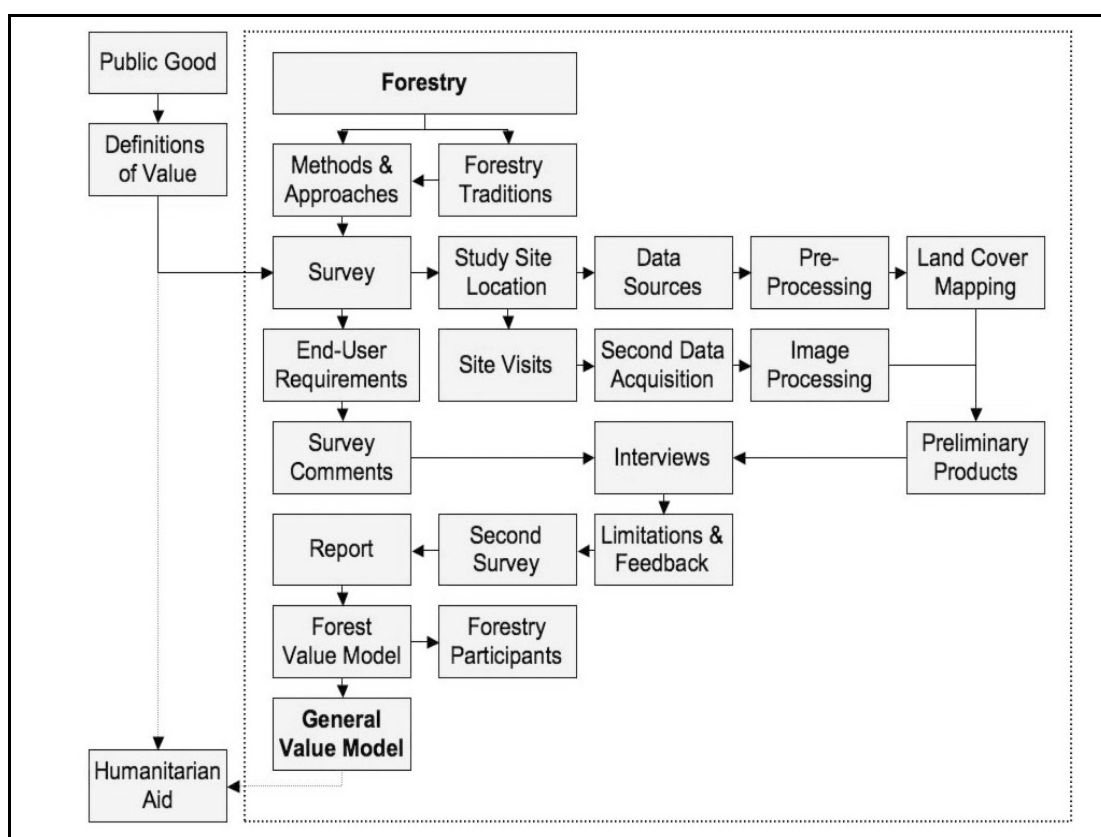 Public Good
Forestry
Definitions
of Value
Methods &
Approaches
Forestry
Traditions
Survey
Study Site
Location
Data
Sources
Pre-
Processing
Land Cover
Mapping
End-User
Requirements
Site Visits
Second Data
Acquisition
Image
Processing
Survey
Comments
Interviews
Preliminary
Products
Report
Second
Survey
Limitations &
Feedback
Forest
Value Model
Forestry
Participants
General
Value Model
Humanitarian
Aid